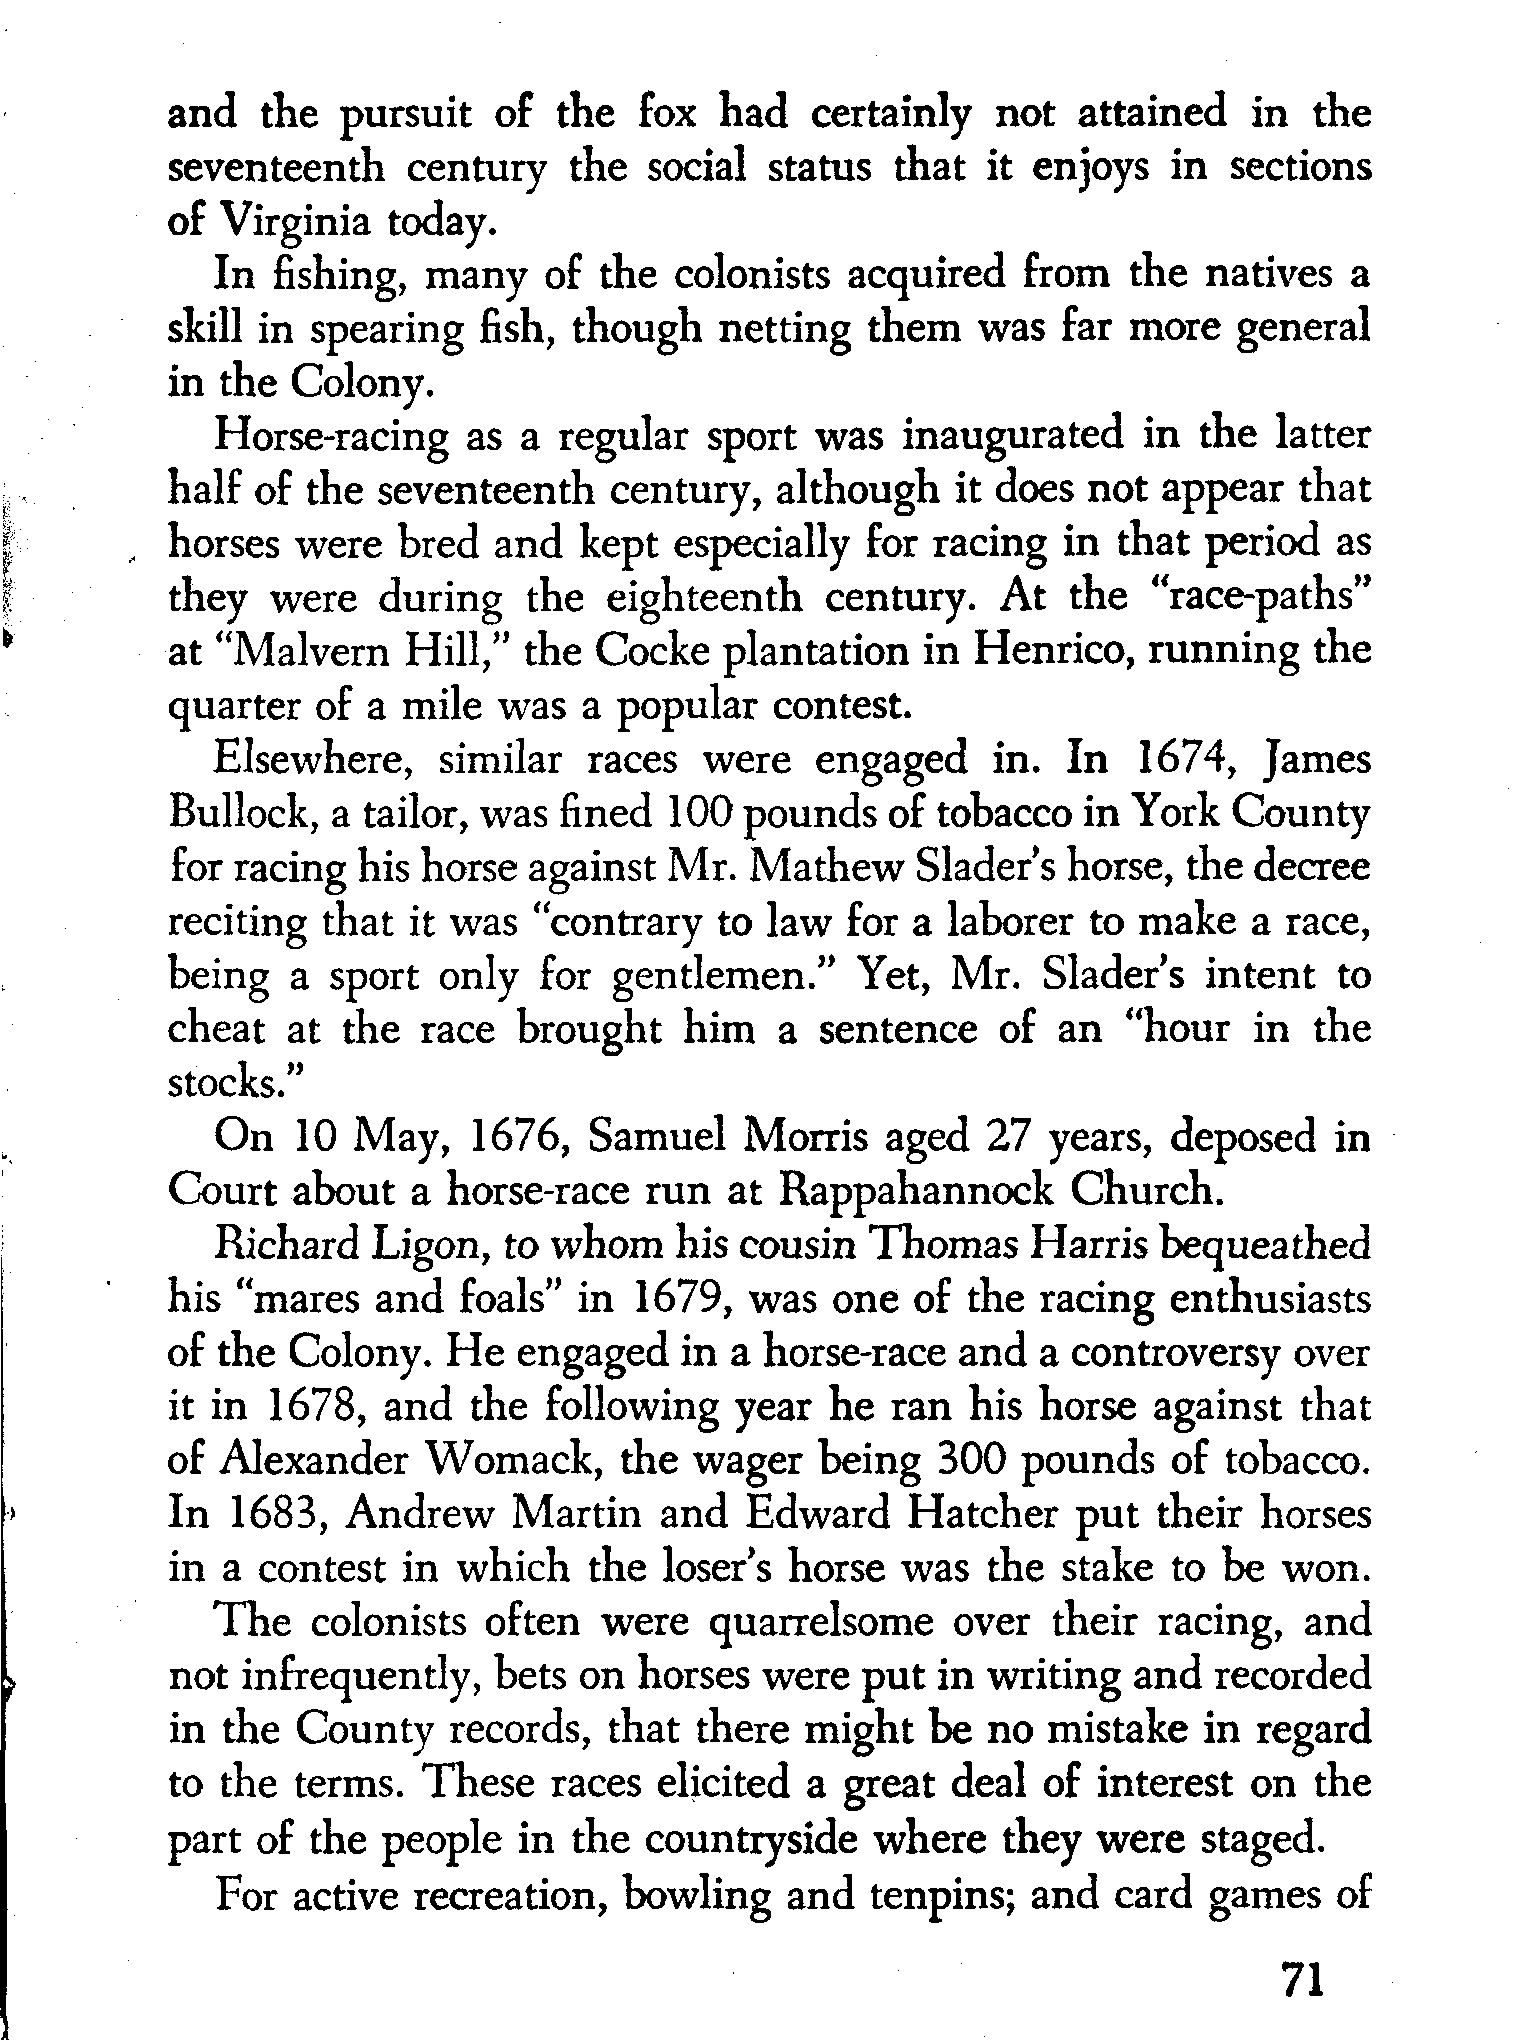 and the pursuit of the fox had certainly not attained in the
seventeenth century the social status that it enjoys in sections
of Virginia today.
In fishing, many of the colonists acquired from the natives a
skill in spearing fish, though netting them was far more general
in the Colony.
Horse-racing as a regular sport was inaugurated in the latter
half of the seventeenth century, although it does not appear that
horses were bred and kept especially for racing in that period as
they were during the eighteenth century. At the “race-paths”
at “Malvern Hill,” the Cocke plantation in Henrico, running the
quarter of a mile was a popular contest.
Elsewhere, similar races were engaged in. In 1674, James
Bullock, a tailor, was fined 100 pounds of tobacco in York County
for racing his horse against Mr. Mathew Slader’s horse, the decree
reciting that it was “contrary to law for a laborer to make a race,
being a sport only for gentlemen.” Yet, Mr. Slader’s intent to
cheat at the race brought him a sentence of an “hour in the
stocks.”
On 10 May, 1676, Samuel Morris aged 27 years, deposed in
Court about a horse-race run at Rappahannock Church.
Richard Ligon, to whom his cousin Thomas Harris bequeathed
his “mares and foals” in 1679, was one of the racing enthusiasts
of the Colony. He engaged in a horse-race and a controversy over
it in 1678, and the following year he ran his horse against that
of Alexander Womack, the wager being 300 pounds of tobacco.
In 1683, Andrew Martin and Edward Hatcher put their horses
in a contest in which the loser’s horse was the stake to be won.
The colonists often were quarrelsome over their racing, and
not infrequently, bets on horses were put in writing and recorded
in the County records, that there might be no mistake in regard
to the terms. These races elicited a great deal of interest on the
part of the people in the countryside where they were staged.
For active recreation, bowling and tenpins; and card games of
71